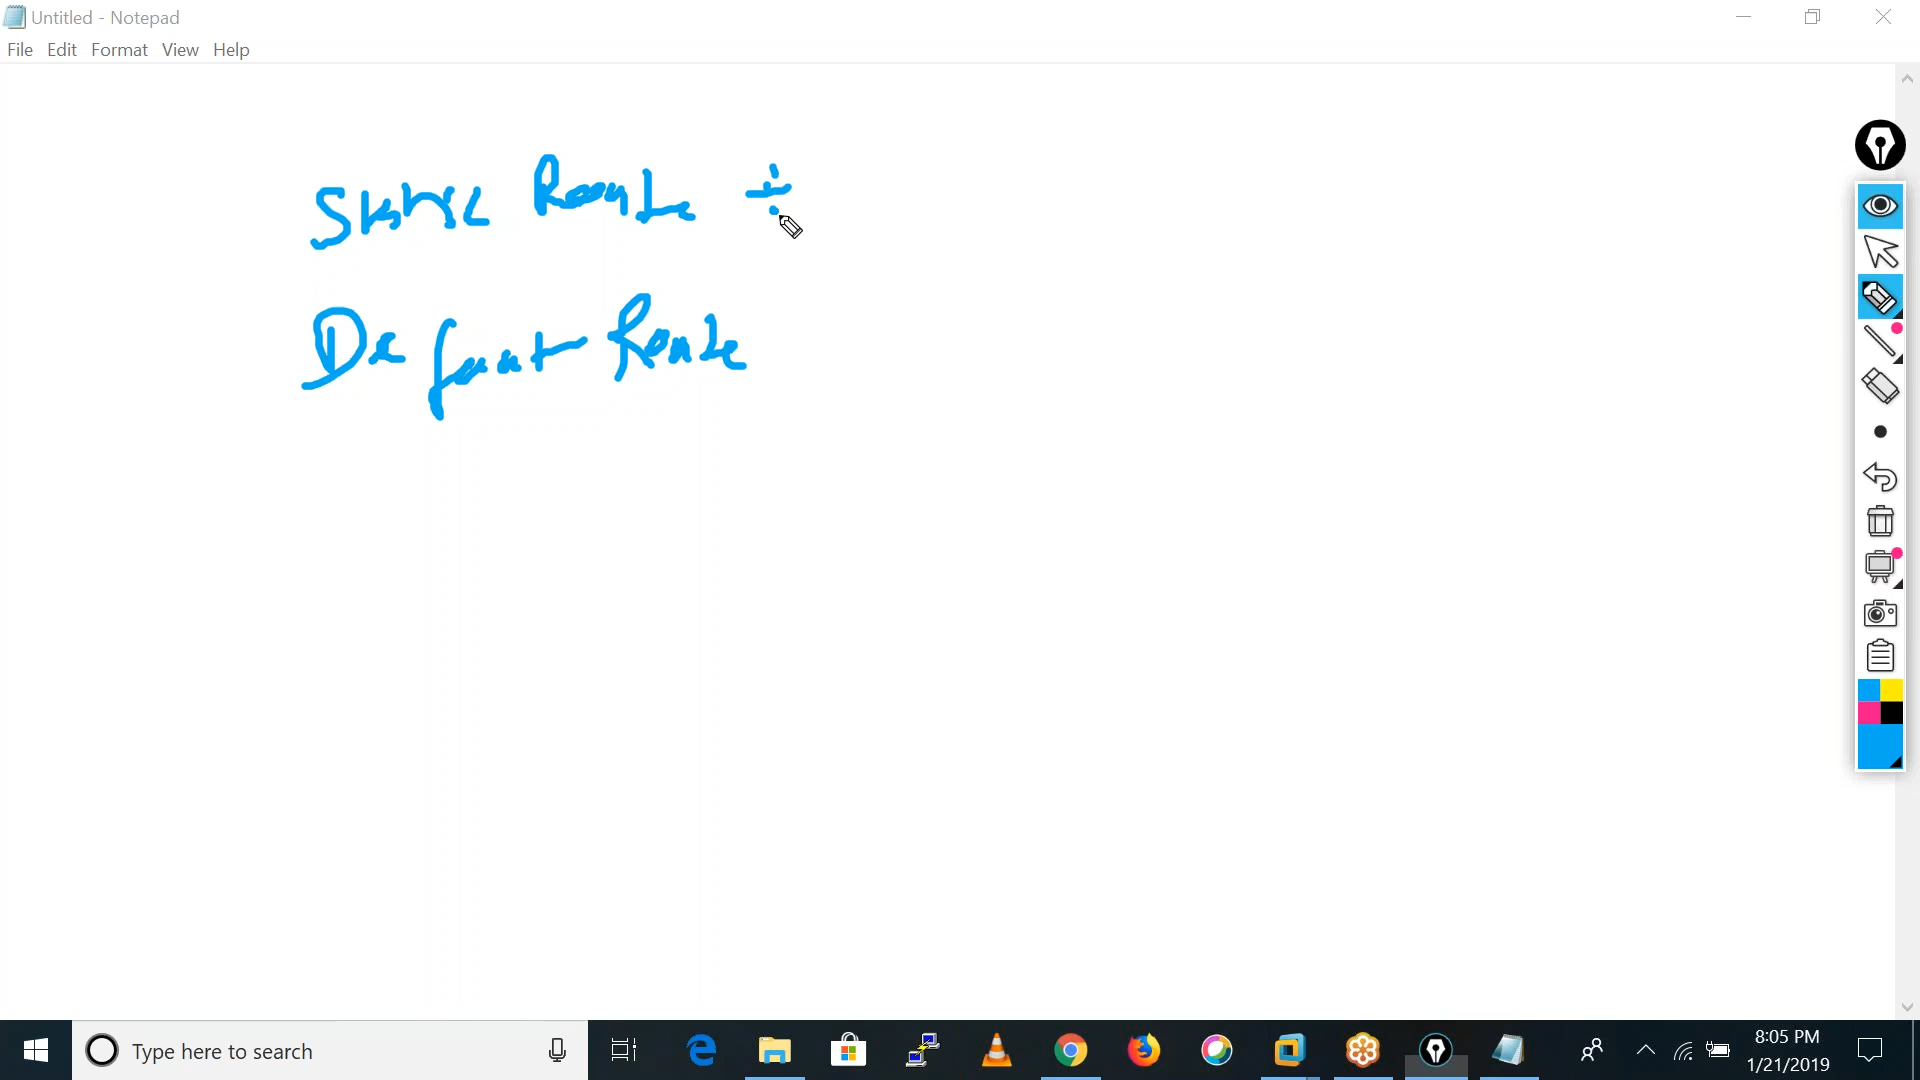 Untitled - Notepad
File Edit Format View Help
Static Route ÷
Defaut Route
Type here to search
8:05 PM
1/21/2019